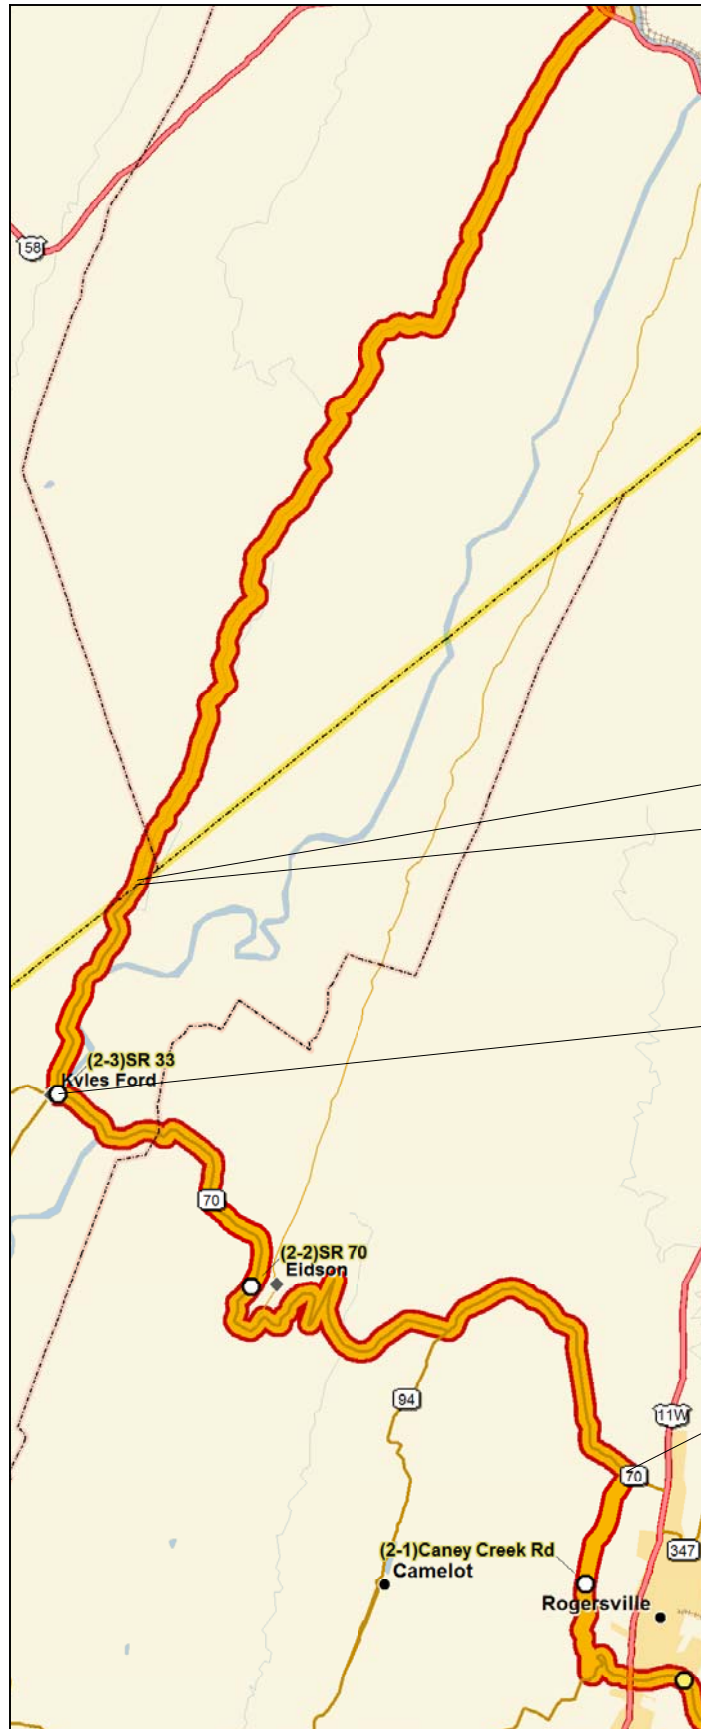 58
(2-3)SR 33
Kyles Ford
70
(2-2)SR 70
Eidson
94
11W
70
347
(2-1)Caney Creek Rd
Camelot
Rogersville